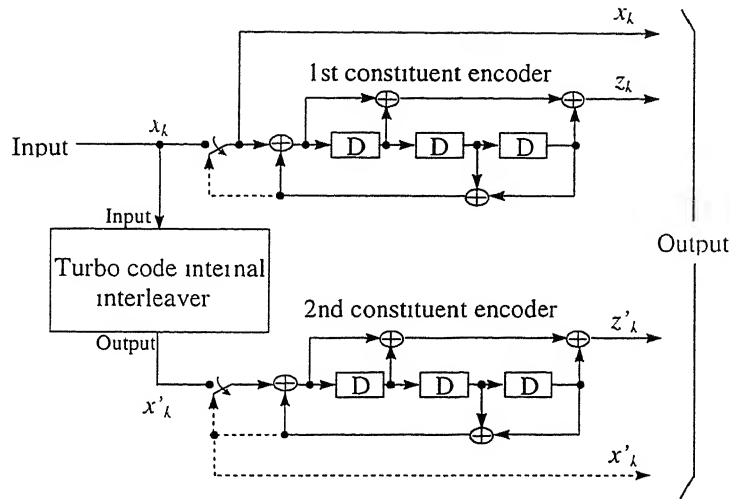 x_k
1st constituent encoder
z_k
x_k
Input
D D D
Input
Turbo code internal
interleaver
Output
Output
2nd constituent encoder
z'_k
D D D
x'_k
x'_k